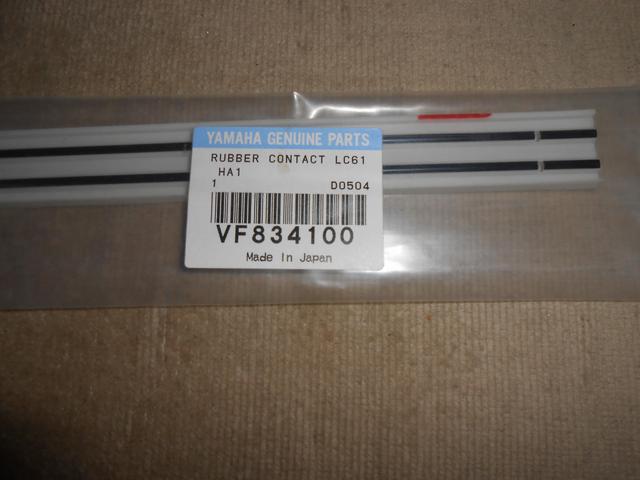 YAMAHA GENUINE PARTS
RUBBER CONTACT LC61
HA1
1 D0504
VF834100
Made In Japan